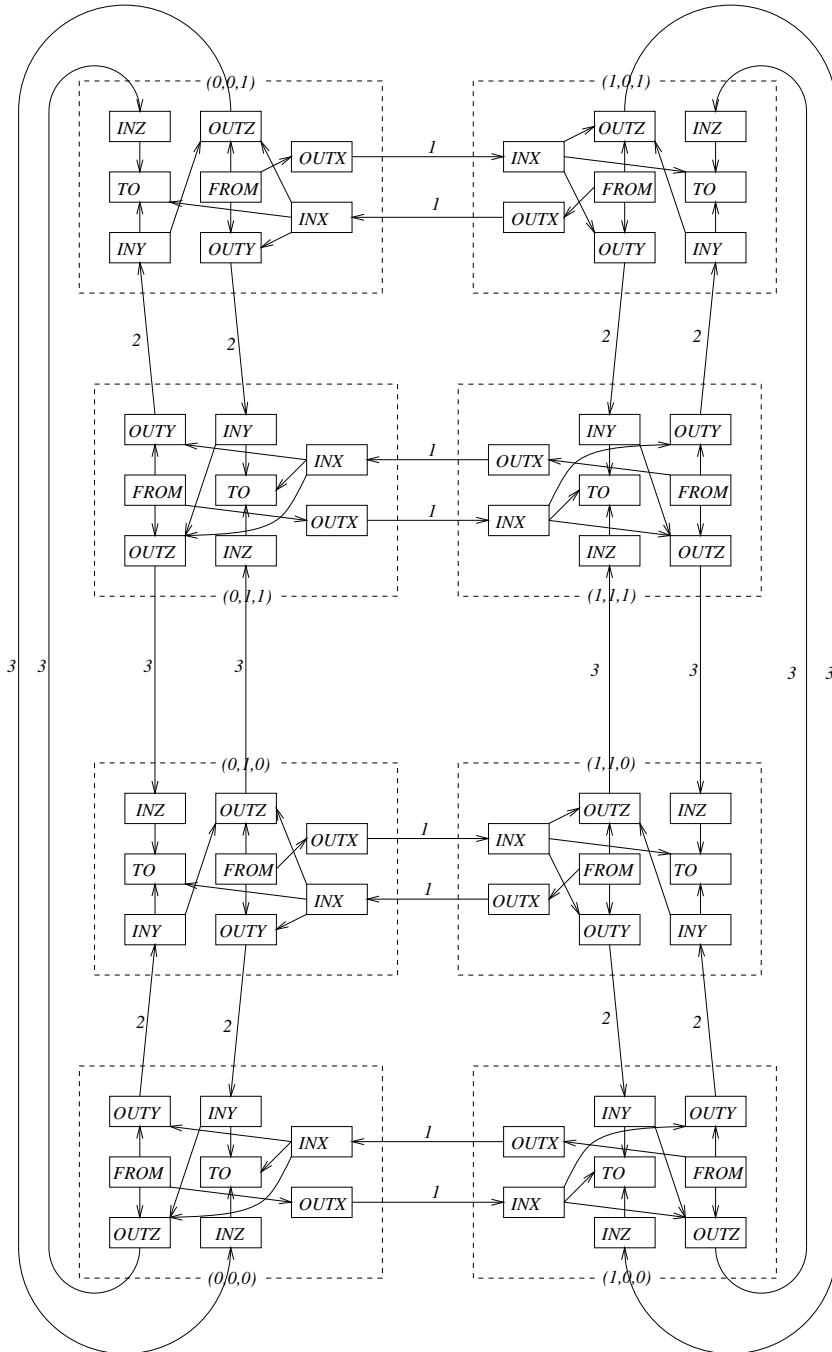 (0,0,1) (1,0,1)
INZ OUTZ OUTZ INZ
OUTX 1 INX
TO FROM FROM TO
INX 1 OUTX
INY OUTY OUTY INY
2 2 2 2
OUTY INY INY OUTY
INX 1 OUTX
FROM TO TO FROM
OUTX 1 INX
OUTZ INZ INZ OUTZ
(0,1,1) (1,1,1)
3 3 3 3 3 3 3 3
(0,1,0) (1,1,0)
INZ OUTZ OUTZ INZ
OUTX 1 INX
TO FROM FROM TO
INX 1 OUTX
INY OUTY OUTY INY
2 2 2 2
OUTY INY INY OUTY
INX 1 OUTX
FROM TO TO FROM
OUTX 1 INX
OUTZ INZ INZ OUTZ
(0,0,0) (1,0,0)